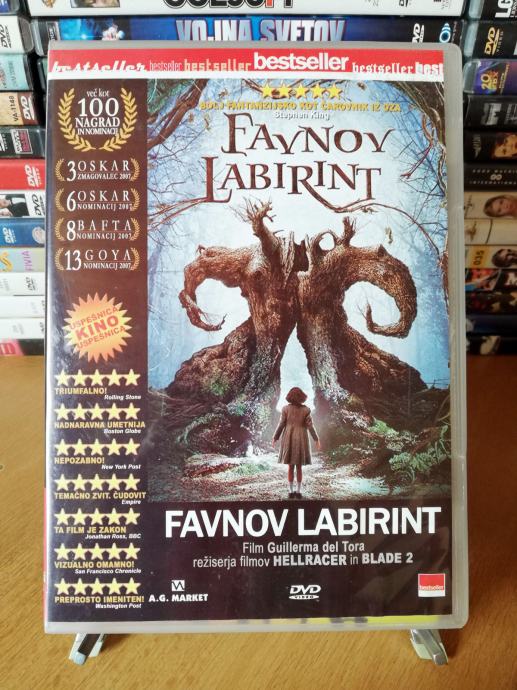 VOJNA SVETOV
bestseller bestseller bestseller bestseller bestseller
več kot
100
NAGRAD
IN NOMINACIJ
BOLJ FANTANZIJSKO KOT ČAROVNIK IZ OZA
Stephen King
FAVNOV
LABIRINT
3 OSKAR
ZMAGOVALEC 2007
6 OSKAR
NOMINACIJ 2007
8 BAFTA
NOMINACIJ 2007
13 GOYA
NOMINACIJ 2007
USPEŠNICA
KINO
USPEŠNICA
TRIUMFALNO!
Rolling Stone
NADNARAVNA UMETNIJA
Boston Globe
NEPOZABNO!
New York Post
TEMAČNO ZVIT. ČUDOVIT
Empire
TA FILM JE ZAKON
Jonathan Ross, BBC
VIZUALNO OMAMNO!
San Francisco Chronicle
PREPROSTO IMENITEN!
Washington Post
FAVNOV LABIRINT
Film Guillerma del Tora
režiserja filmov HELLRACER in BLADE 2
A.G. MARKET
DVD
VIDEO
bestseller